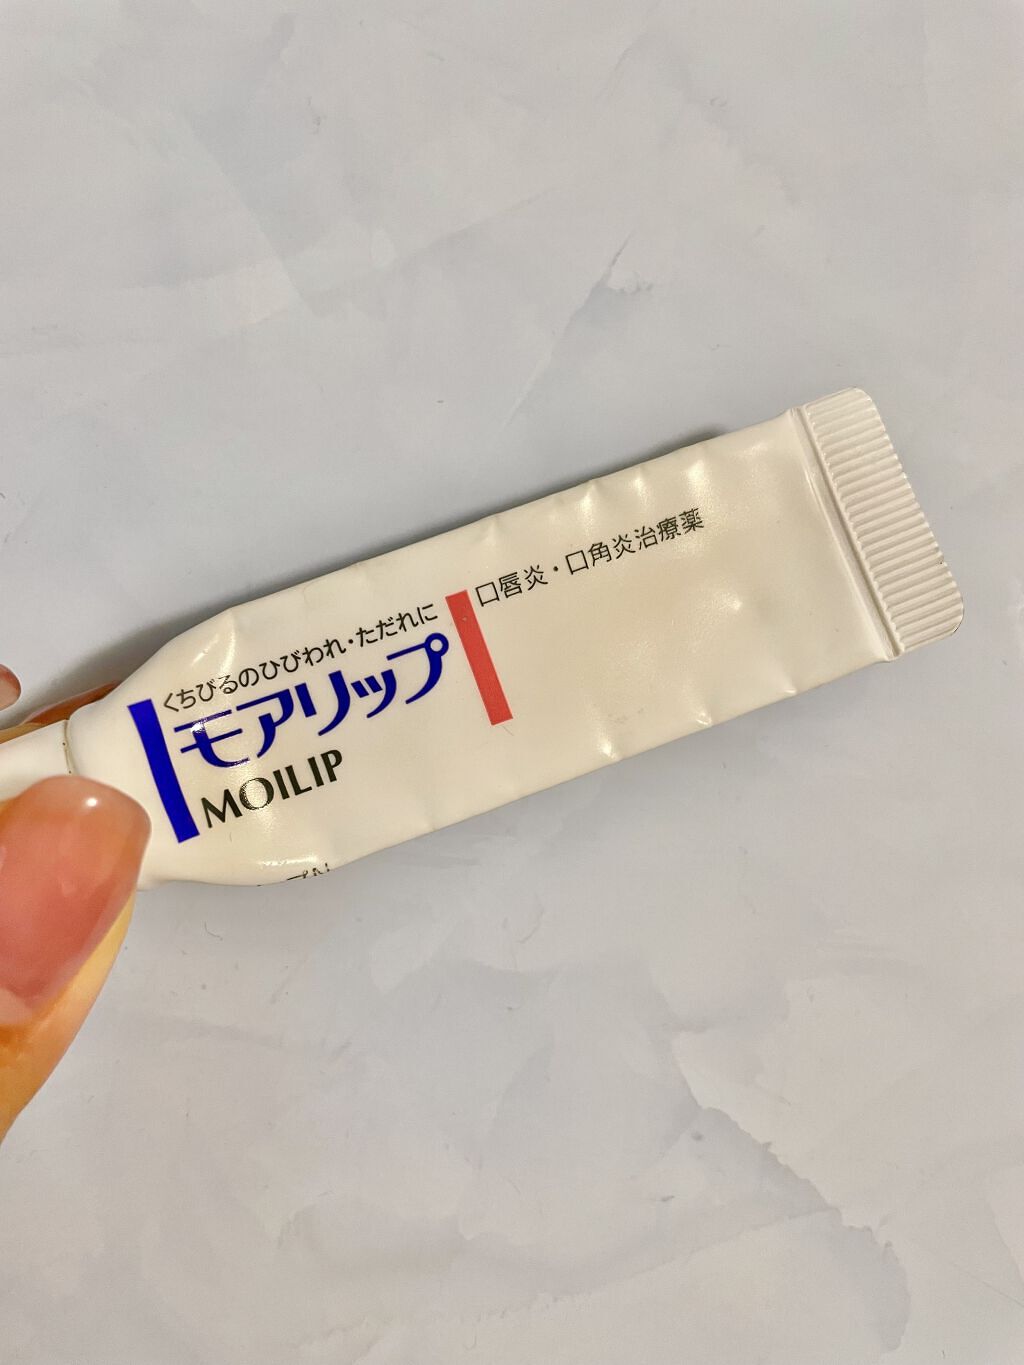 くちびるのひびわれ・ただれに
モアリップ
MOILIP
口唇炎・口角炎治療薬